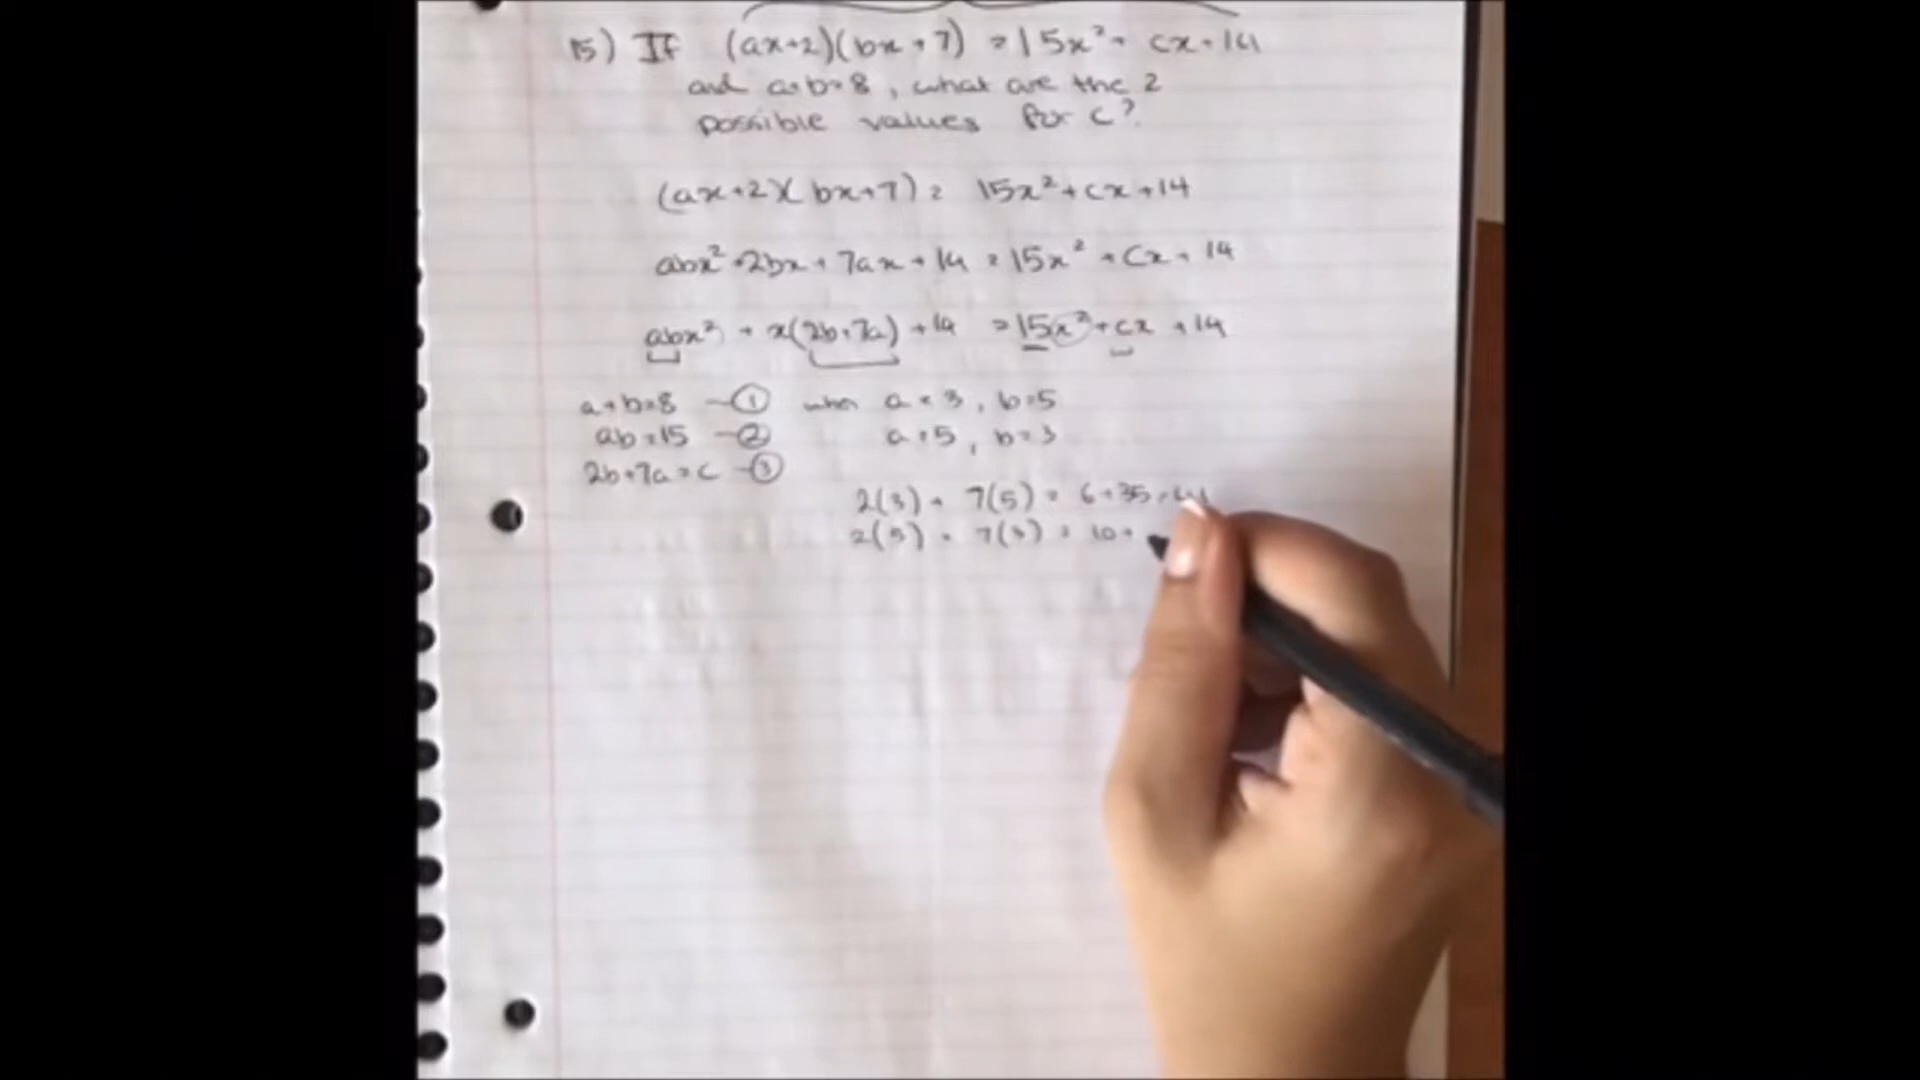 15) If (ax+2)(bx+7) = 15x² + cx + 14
and a+b=8, what are the 2
possible values for c?
(ax+2)(bx+7) = 15x² + cx + 14
abx² + 2bx + 7ax + 14 = 15x² + cx + 14
abx² + x(2b+7a) + 14 = 15x² + cx + 14
a+b=8 —① when a=3, b=5
ab=15 —② a=5, b=3
2b+7a=c —③
2(3) + 7(5) = 6+35=
2(5) + 7(3) = 10+